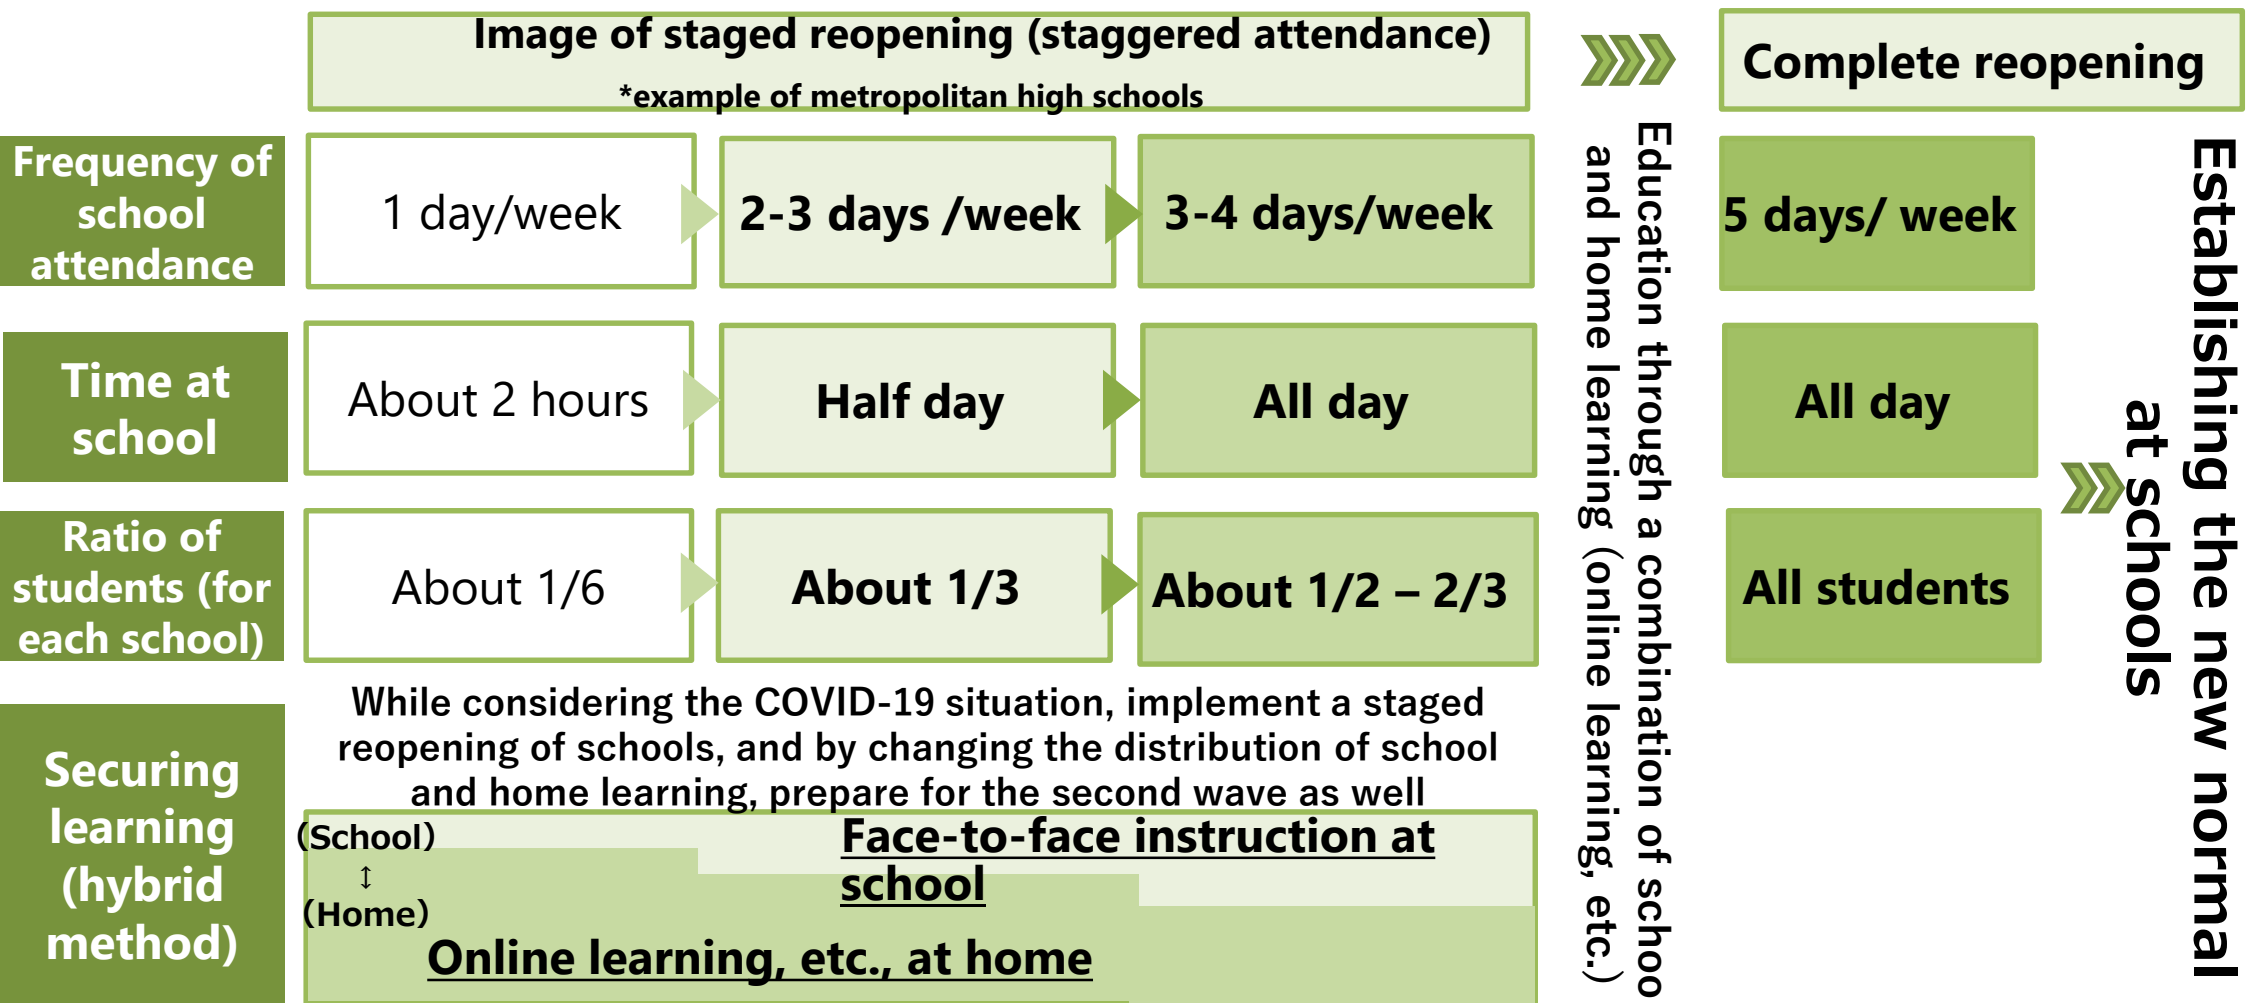 Image of staged reopening (staggered attendance)
*example of metropolitan high schools
Complete reopening
Frequency of
school
attendance
1 day/week
2-3 days /week
3-4 days/week
5 days/ week
Time at
school
About 2 hours
Half day
All day
All day
Ratio of
students (for
each school)
About 1/6
About 1/3
About 1/2 – 2/3
All students
Education through a combination of schoo
and home learning (online learning, etc.)
Establishing the new normal
at schools
Securing
learning
(hybrid
method)
While considering the COVID-19 situation, implement a staged
reopening of schools, and by changing the distribution of school
and home learning, prepare for the second wave as well
(School)
↕
(Home)
Face-to-face instruction at
school
Online learning, etc., at home